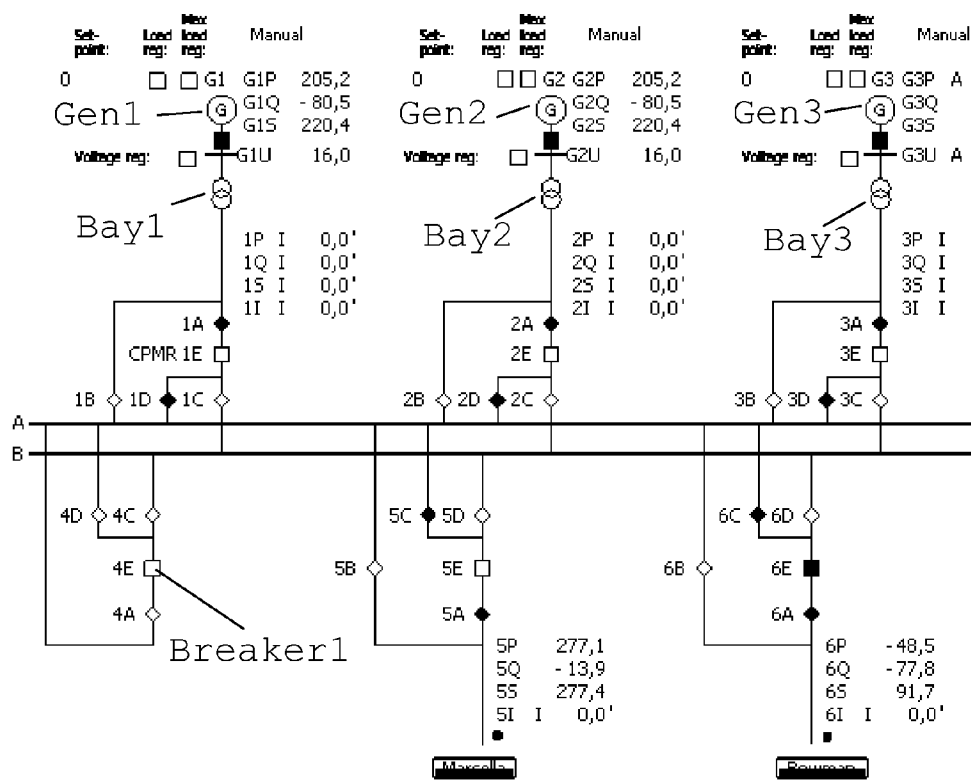 Set-point: Load reg: Max load reg: Manual
Set-point: Load reg: Max load reg: Manual
Set-point: Load reg: Max load reg: Manual
0 G1 G1P 205,2
0 G2 G2P 205,2
0 G3 G3P A
Gen1 G G1Q -80,5
Gen2 G G2Q -80,5
Gen3 G G3Q
G1S 220,4
G2S 220,4
G3S
Voltage reg: G1U 16,0
Voltage reg: G2U 16,0
Voltage reg: G3U A
Bay1
Bay2
Bay3
1P I 0,0'
2P I 0,0'
3P I
1Q I 0,0'
2Q I 0,0'
3Q I
1S I 0,0'
2S I 0,0'
3S I
1I I 0,0'
2I I 0,0'
3I I
1A
2A
3A
CPMR 1E
2E
3E
1B 1D 1C
2B 2D 2C
3B 3D 3C
A
B
4D 4C
5C 5D
6C 6D
4E
5B 5E
6B 6E
4A
5A
6A
Breaker1
5P 277,1
6P -48,5
5Q -13,9
6Q -77,8
5S 277,4
6S 91,7
5I I 0,0'
6I I 0,0'
Marcella
Bowman